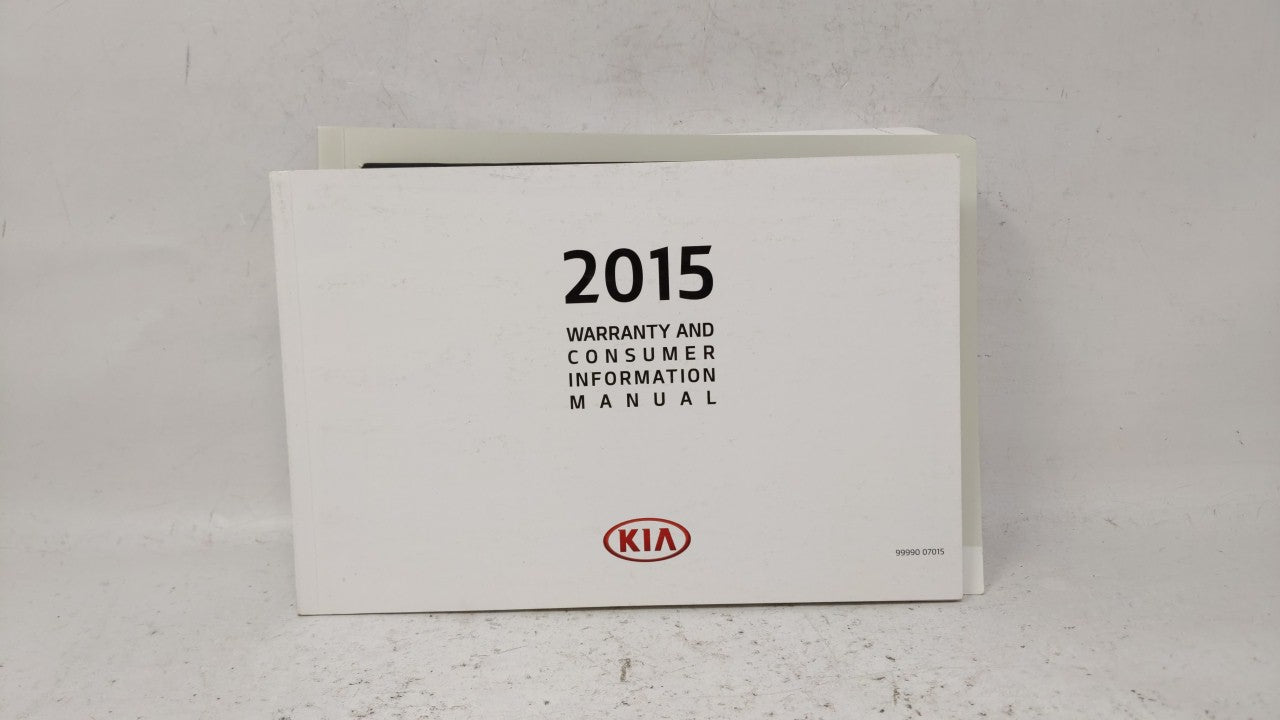 2015
WARRANTY AND
CONSUMER
INFORMATION
MANUAL
KIA
99990 07015